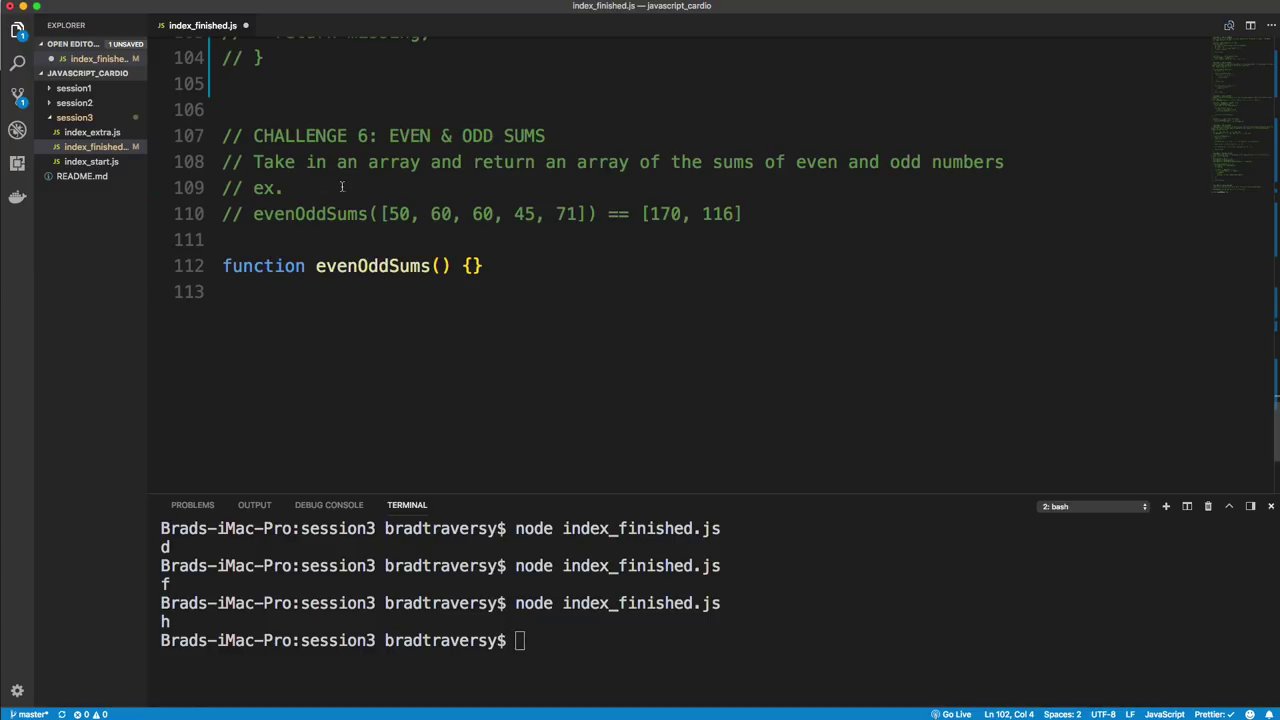 index_finished.js — javascript_cardio
EXPLORER
index_finished.js
OPEN EDITO... 1 UNSAVED
index_finishe... M
JAVASCRIPT_CARDIO
session1
session2
session3
index_extra.js
index_finished... M
index_start.js
README.md
104 // }
105
106
107 // CHALLENGE 6: EVEN & ODD SUMS
108 // Take in an array and return an array of the sums of even and odd numbers
109 // ex.
110 // evenOddSums([50, 60, 60, 45, 71]) == [170, 116]
111
112 function evenOddSums() {}
113
PROBLEMS OUTPUT DEBUG CONSOLE TERMINAL 2: bash
Brads-iMac-Pro:session3 bradtraversy$ node index_finished.js
d
Brads-iMac-Pro:session3 bradtraversy$ node index_finished.js
f
Brads-iMac-Pro:session3 bradtraversy$ node index_finished.js
h
Brads-iMac-Pro:session3 bradtraversy$
master* 0 0 Go Live Ln 102, Col 4 Spaces: 2 UTF-8 LF JavaScript Prettier: ✓